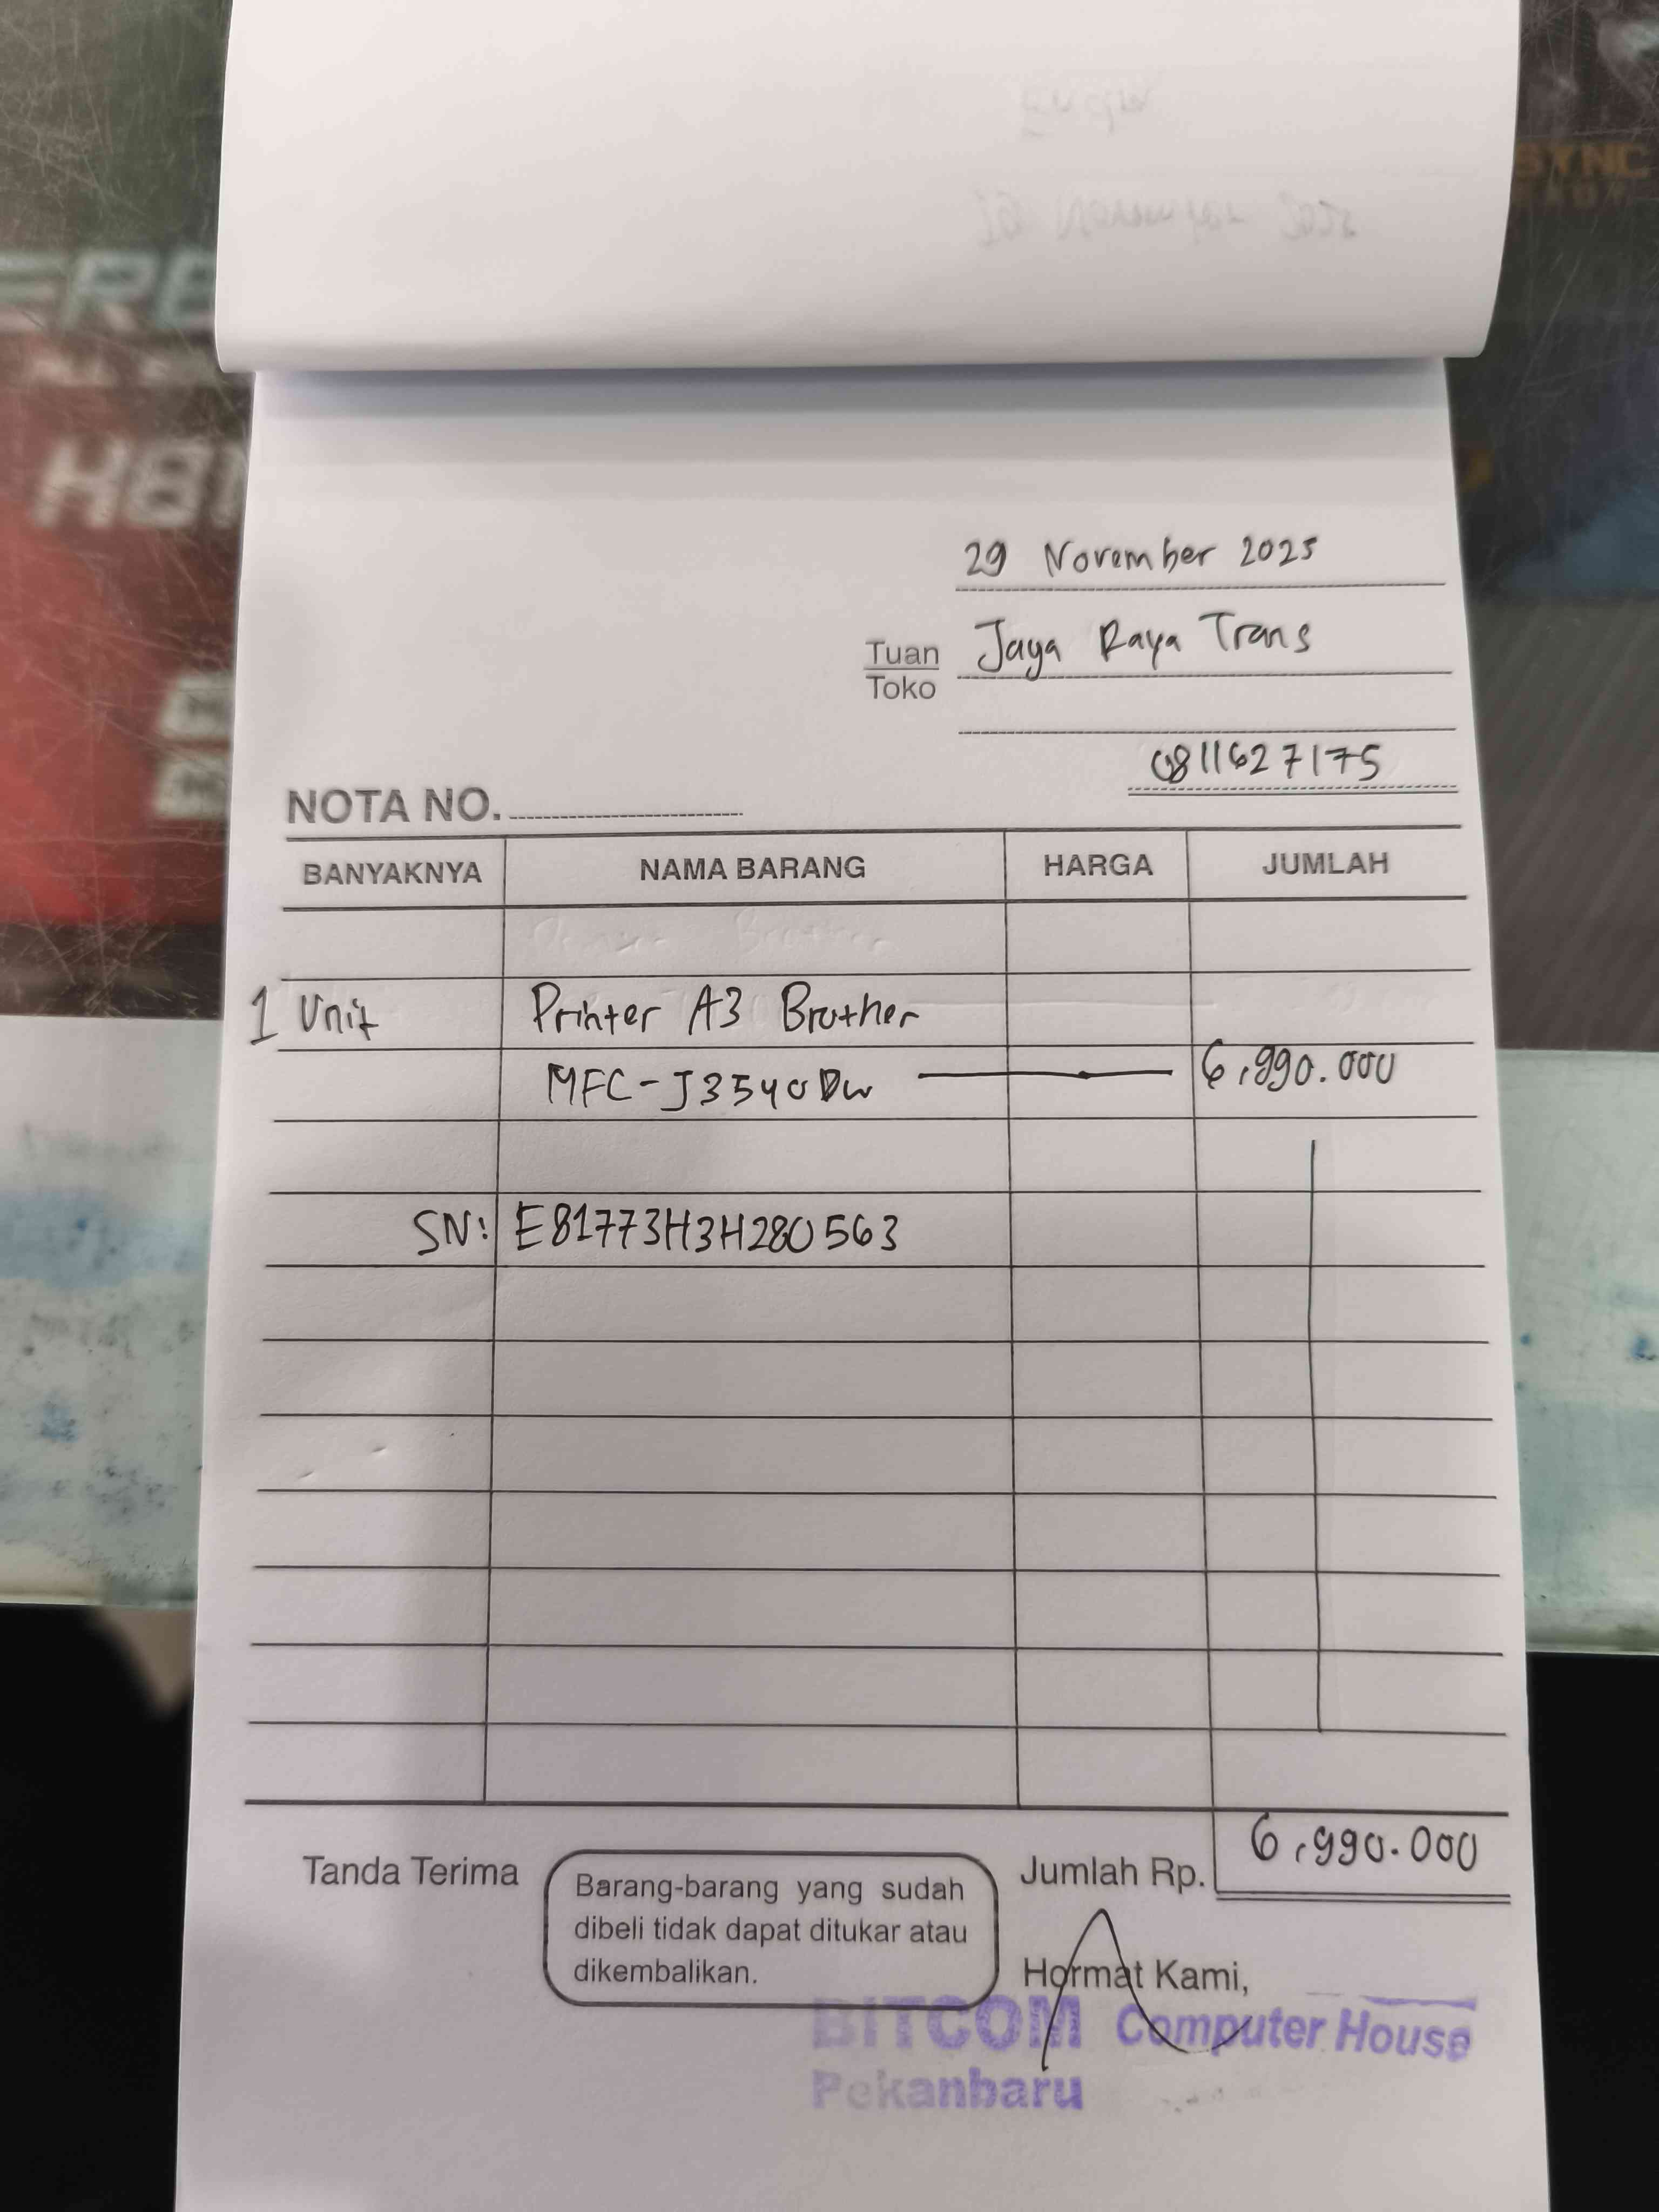 29 November 2025
Tuan Jaya Raya Trans
Toko
0811627175
NOTA NO.
BANYAKNYA NAMA BARANG HARGA JUMLAH
1 Unit Printer A3 Brother
MFC-J3540DW 6.990.000
SN: E81773H3H280563
Tanda Terima
Barang-barang yang sudah
dibeli tidak dapat ditukar atau
dikembalikan.
Jumlah Rp. 6.990.000
Hormat Kami,
BITCOM Computer House
Pekanbaru